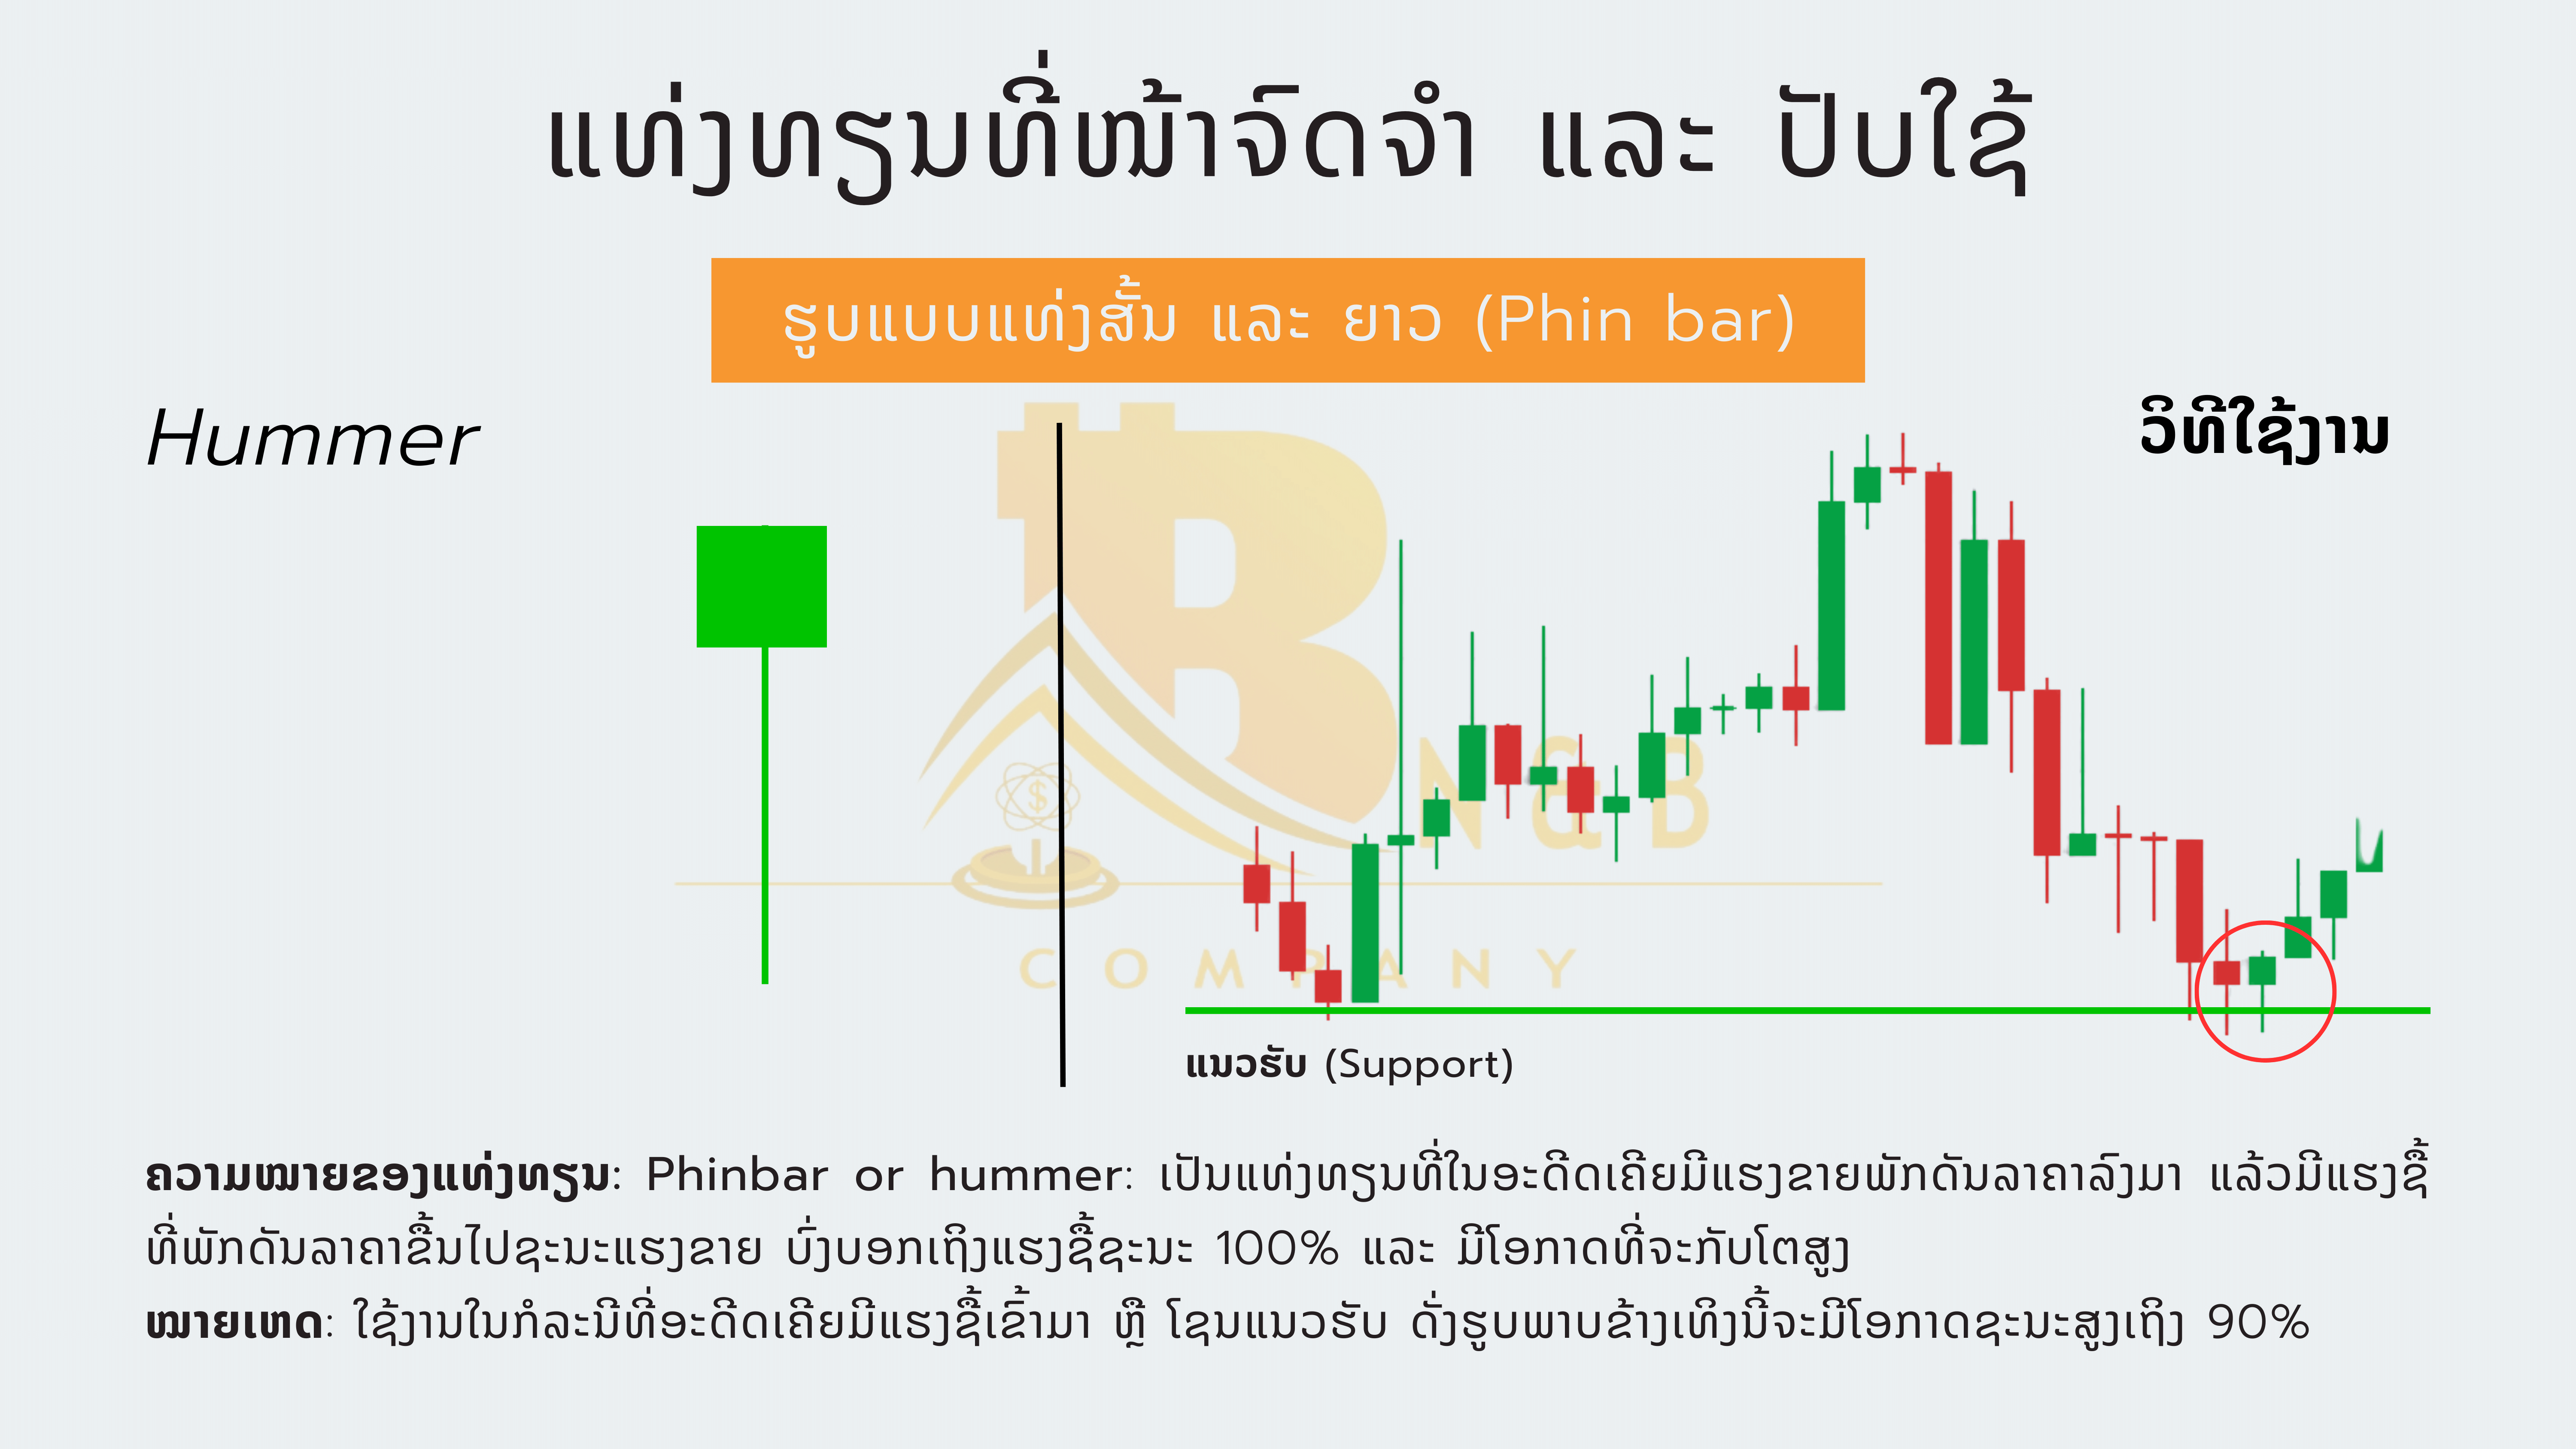 ແທ່ງທຽນທີ່ໜ້າຈົດຈຳ ແລະ ປັບໃຊ້
ຮູບແບບແທ່ງສັ້ນ ແລະ ຍາວ (Phin bar)
Hummer
ວິທີໃຊ້ງານ
N&B
COMPANY
ແນວຮັບ (Support)
ຄວາມໝາຍຂອງແທ່ງທຽນ: Phinbar or hummer: ເປັນແທ່ງທຽນທີ່ໃນອະດີດເຄີຍມີແຮງຂາຍພັກດັນລາຄາລົງມາ ແລ້ວມີແຮງຊື້
ທີ່ພັກດັນລາຄາຂື້ນໄປຊະນະແຮງຂາຍ ບົ່ງບອກເຖິງແຮງຊື້ຊະນະ 100% ແລະ ມີໂອກາດທີ່ຈະກັບໂຕສູງ
ໝາຍເຫດ: ໃຊ້ງານໃນກໍລະນີທີ່ອະດີດເຄີຍມີແຮງຊື້ເຂົ້າມາ ຫຼື ໂຊນແນວຮັບ ດັ່ງຮູບພາບຂ້າງເທິງນີ້ຈະມີໂອກາດຊະນະສູງເຖິງ 90%